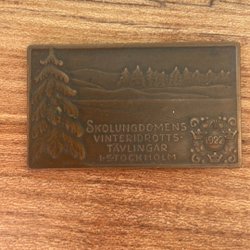 SKOLUNGDOMENS
VINTERIDROTTS-
TÄVLINGAR
I STOCKHOLM
1922